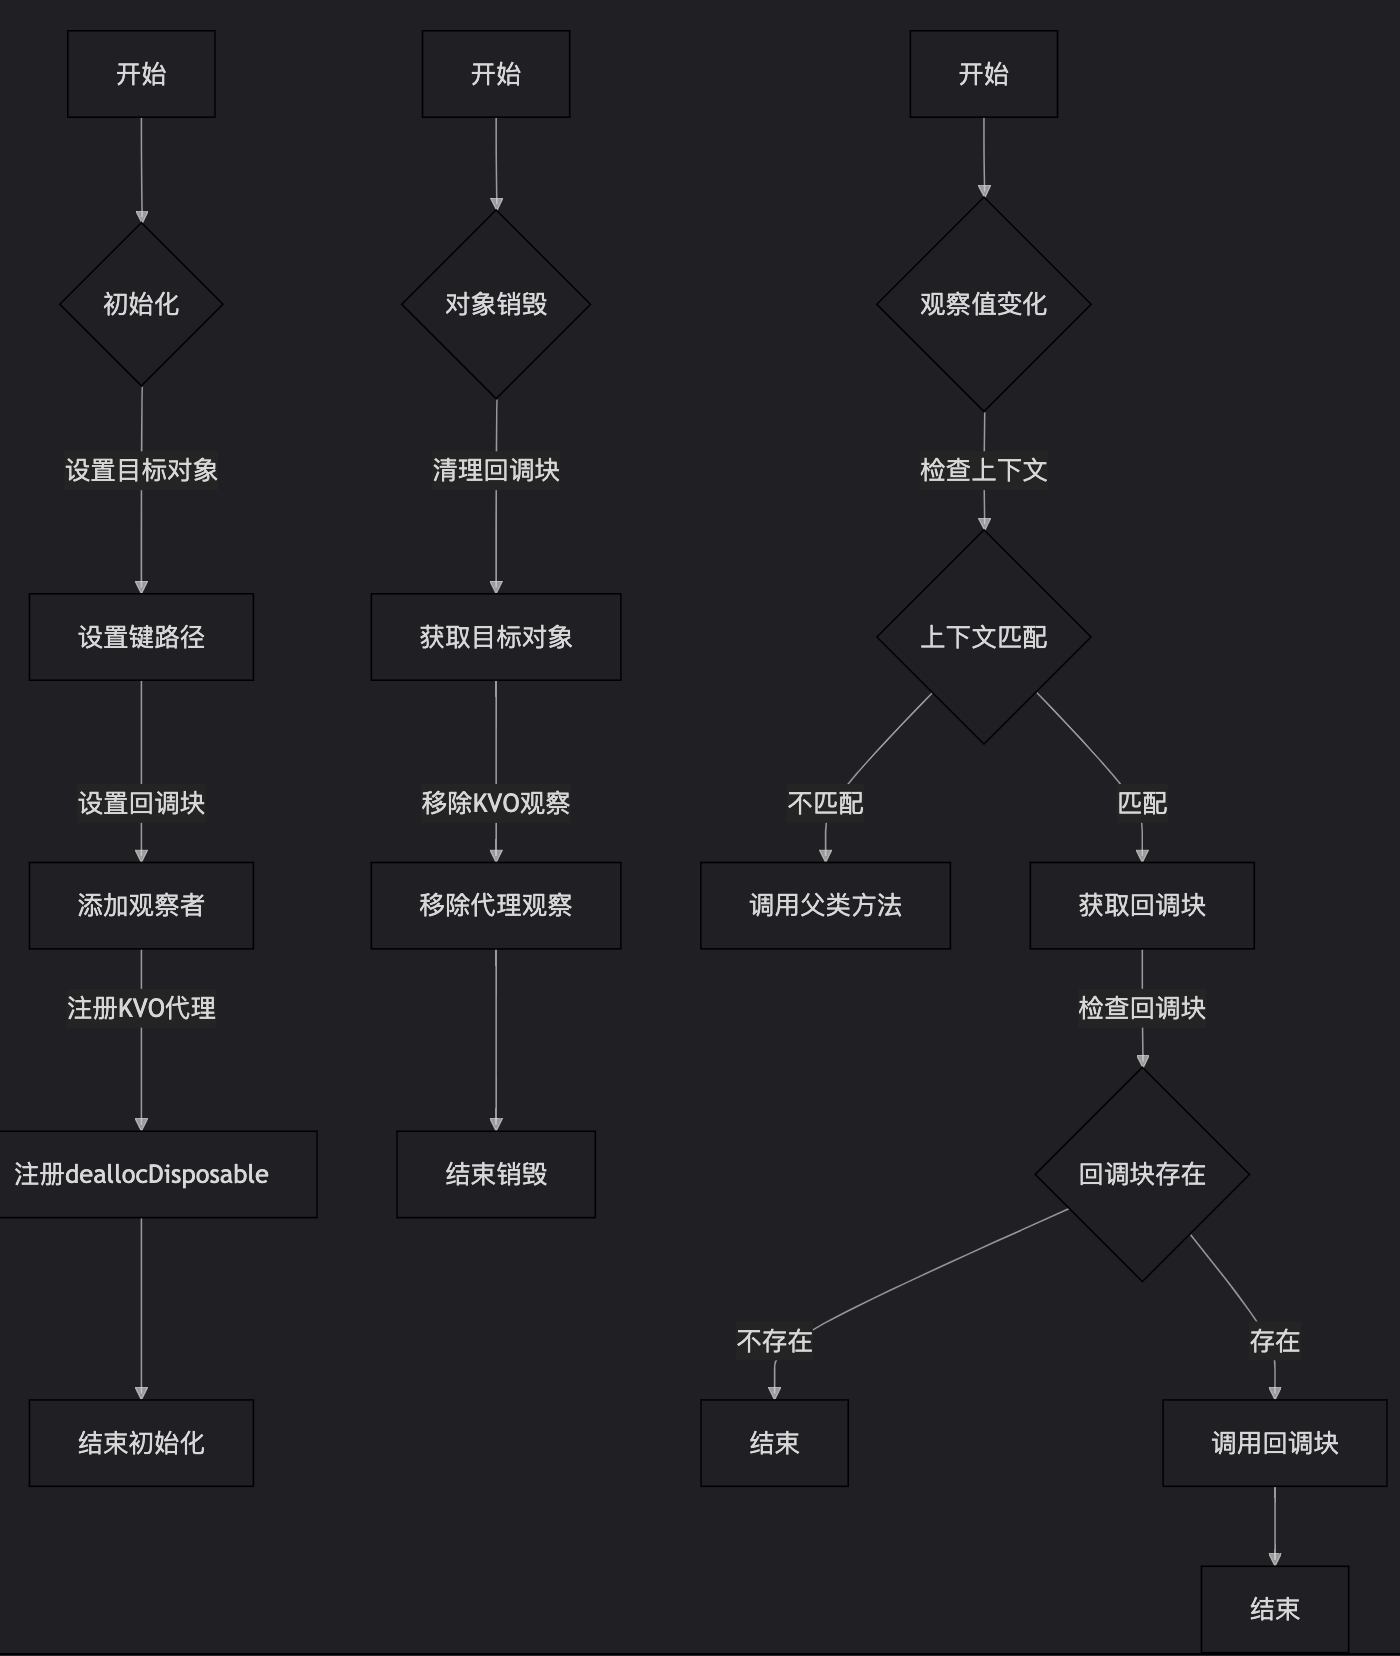 开始
初始化
设置目标对象
设置键路径
设置回调块
添加观察者
注册KVO代理
注册deallocDisposable
结束初始化
开始
对象销毁
清理回调块
获取目标对象
移除KVO观察
移除代理观察
结束销毁
开始
观察值变化
检查上下文
上下文匹配
不匹配
匹配
调用父类方法
获取回调块
检查回调块
回调块存在
不存在
存在
结束
调用回调块
结束